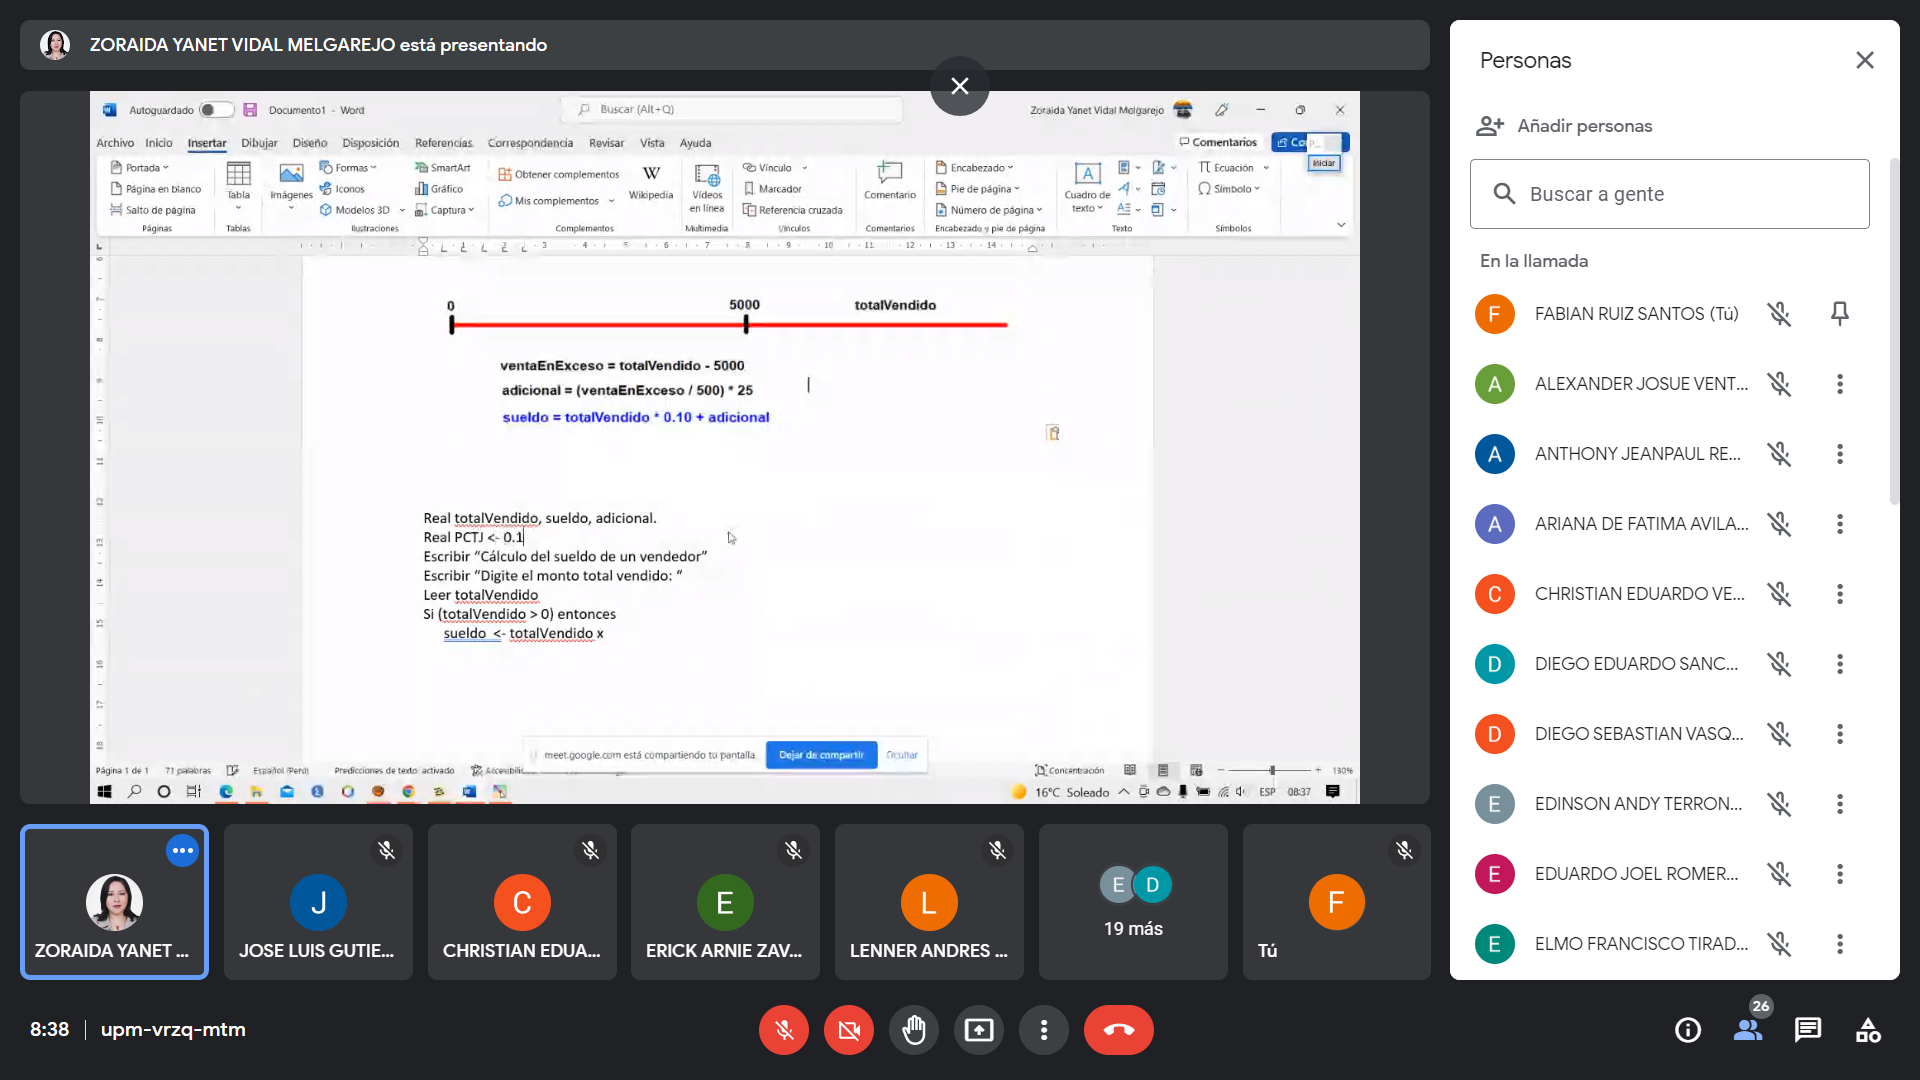 ZORAIDA YANET VIDAL MELGAREJO está presentando
Autoguardado
Documento1 - Word
Buscar (Alt+Q)
Zoraida Yanet Vidal Melgarejo
Archivo Inicio Insertar Dibujar Diseño Disposición Referencias Correspondencia Revisar Vista Ayuda
Comentarios
Iniciar
Portada
Página en blanco
Salto de página
Páginas
Tabla
Tablas
Imágenes
Formas
Iconos
Modelos 3D
SmartArt
Gráfico
Captura
Ilustraciones
Obtener complementos
Mis complementos
Wikipedia
Complementos
Vídeos
en línea
Multimedia
Vínculo
Marcador
Referencia cruzada
Vínculos
Comentario
Comentarios
Encabezado
Pie de página
Número de página
Encabezado y pie de página
Cuadro de
texto
Texto
Ecuación
Símbolo
Símbolos
0 5000 totalVendido
ventaEnExceso = totalVendido - 5000
adicional = (ventaEnExceso / 500) * 25
sueldo = totalVendido * 0.10 + adicional
Real totalVendido, sueldo, adicional.
Real PCTJ <- 0.1
Escribir “Cálculo del sueldo de un vendedor”
Escribir “Digite el monto total vendido: “
Leer totalVendido
Si (totalVendido > 0) entonces
sueldo <- totalVendido x
meet.google.com está compartiendo tu pantalla.
Dejar de compartir
Ocultar
Página 1 de 1 71 palabras Español (Perú) Predicciones de texto: activado
Concentración
130%
16°C Soleado
ESP
08:37
Personas
Añadir personas
Buscar a gente
En la llamada
F FABIAN RUIZ SANTOS (Tú)
A ALEXANDER JOSUE VENT...
A ANTHONY JEANPAUL RE...
A ARIANA DE FATIMA AVILA...
C CHRISTIAN EDUARDO VE...
D DIEGO EDUARDO SANC...
D DIEGO SEBASTIAN VASQ...
E EDINSON ANDY TERRON...
E EDUARDO JOEL ROMER...
E ELMO FRANCISCO TIRAD...
ZORAIDA YANET ...
J
JOSE LUIS GUTIE...
C
CHRISTIAN EDUA...
E
ERICK ARNIE ZAV...
L
LENNER ANDRES ...
E D
19 más
F
Tú
8:38 | upm-vrzq-mtm
26